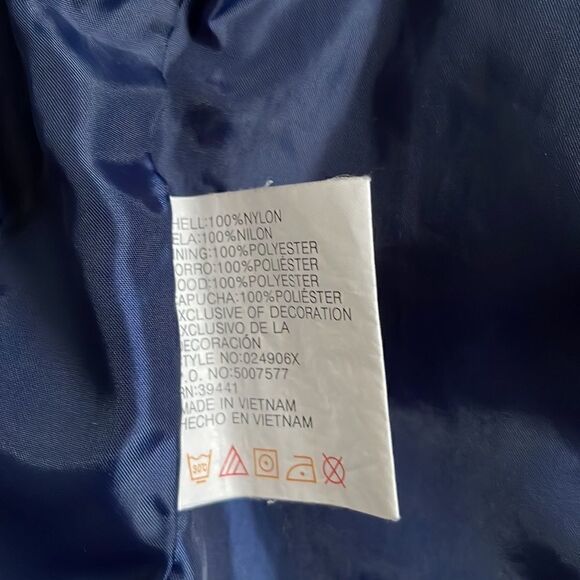 HELL:100%NYLON
ELA:100%NILON
INING:100%POLYESTER
ORRO:100%POLIÉSTER
OOD:100%POLYESTER
CAPUCHA:100%POLIÉSTER
EXCLUSIVE OF DECORATION
EXCLUSIVO DE LA
DECORACIÓN
STYLE NO:024906X
P.O. NO:5007577
RN:39441
MADE IN VIETNAM
HECHO EN VIETNAM
30°C